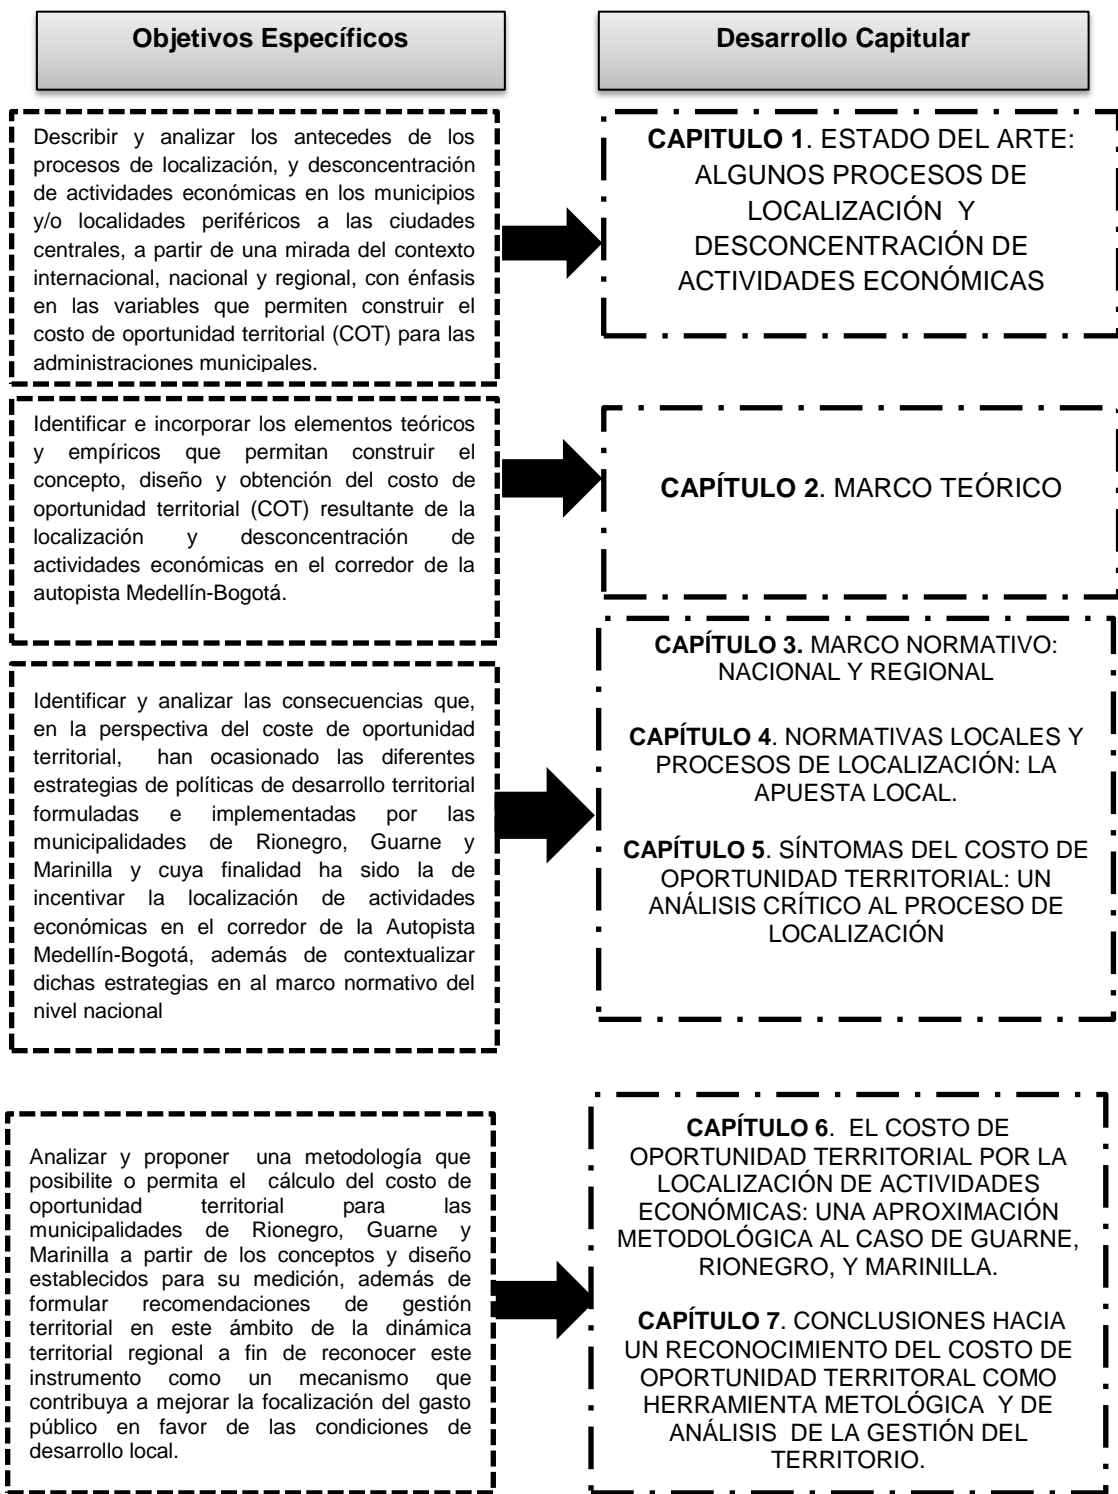 Objetivos Específicos
Desarrollo Capitular
Describir y analizar los antecedes de los
procesos de localización, y desconcentración
de actividades económicas en los municipios
y/o localidades periféricos a las ciudades
centrales, a partir de una mirada del contexto
internacional, nacional y regional, con énfasis
en las variables que permiten construir el
costo de oportunidad territorial (COT) para las
administraciones municipales.
CAPITULO 1. ESTADO DEL ARTE:
ALGUNOS PROCESOS DE
LOCALIZACIÓN Y
DESCONCENTRACIÓN DE
ACTIVIDADES ECONÓMICAS
Identificar e incorporar los elementos teóricos
y empíricos que permitan construir el
concepto, diseño y obtención del costo de
oportunidad territorial (COT) resultante de la
localización y desconcentración de
actividades económicas en el corredor de la
autopista Medellín-Bogotá.
CAPÍTULO 2. MARCO TEÓRICO
Identificar y analizar las consecuencias que,
en la perspectiva del coste de oportunidad
territorial, han ocasionado las diferentes
estrategias de políticas de desarrollo territorial
formuladas e implementadas por las
municipalidades de Rionegro, Guarne y
Marinilla y cuya finalidad ha sido la de
incentivar la localización de actividades
económicas en el corredor de la Autopista
Medellín-Bogotá, además de contextualizar
dichas estrategias en al marco normativo del
nivel nacional
CAPÍTULO 3. MARCO NORMATIVO:
NACIONAL Y REGIONAL
CAPÍTULO 4. NORMATIVAS LOCALES Y
PROCESOS DE LOCALIZACIÓN: LA
APUESTA LOCAL.
CAPÍTULO 5. SÍNTOMAS DEL COSTO DE
OPORTUNIDAD TERRITORIAL: UN
ANÁLISIS CRÍTICO AL PROCESO DE
LOCALIZACIÓN
Analizar y proponer una metodología que
posibilite o permita el cálculo del costo de
oportunidad territorial para las
municipalidades de Rionegro, Guarne y
Marinilla a partir de los conceptos y diseño
establecidos para su medición, además de
formular recomendaciones de gestión
territorial en este ámbito de la dinámica
territorial regional a fin de reconocer este
instrumento como un mecanismo que
contribuya a mejorar la focalización del gasto
público en favor de las condiciones de
desarrollo local.
CAPÍTULO 6. EL COSTO DE
OPORTUNIDAD TERRITORIAL POR LA
LOCALIZACIÓN DE ACTIVIDADES
ECONÓMICAS: UNA APROXIMACIÓN
METODOLÓGICA AL CASO DE GUARNE,
RIONEGRO, Y MARINILLA.
CAPÍTULO 7. CONCLUSIONES HACIA
UN RECONOCIMIENTO DEL COSTO DE
OPORTUNIDAD TERRITORAL COMO
HERRAMIENTA METOLÓGICA Y DE
ANÁLISIS DE LA GESTIÓN DEL
TERRITORIO.